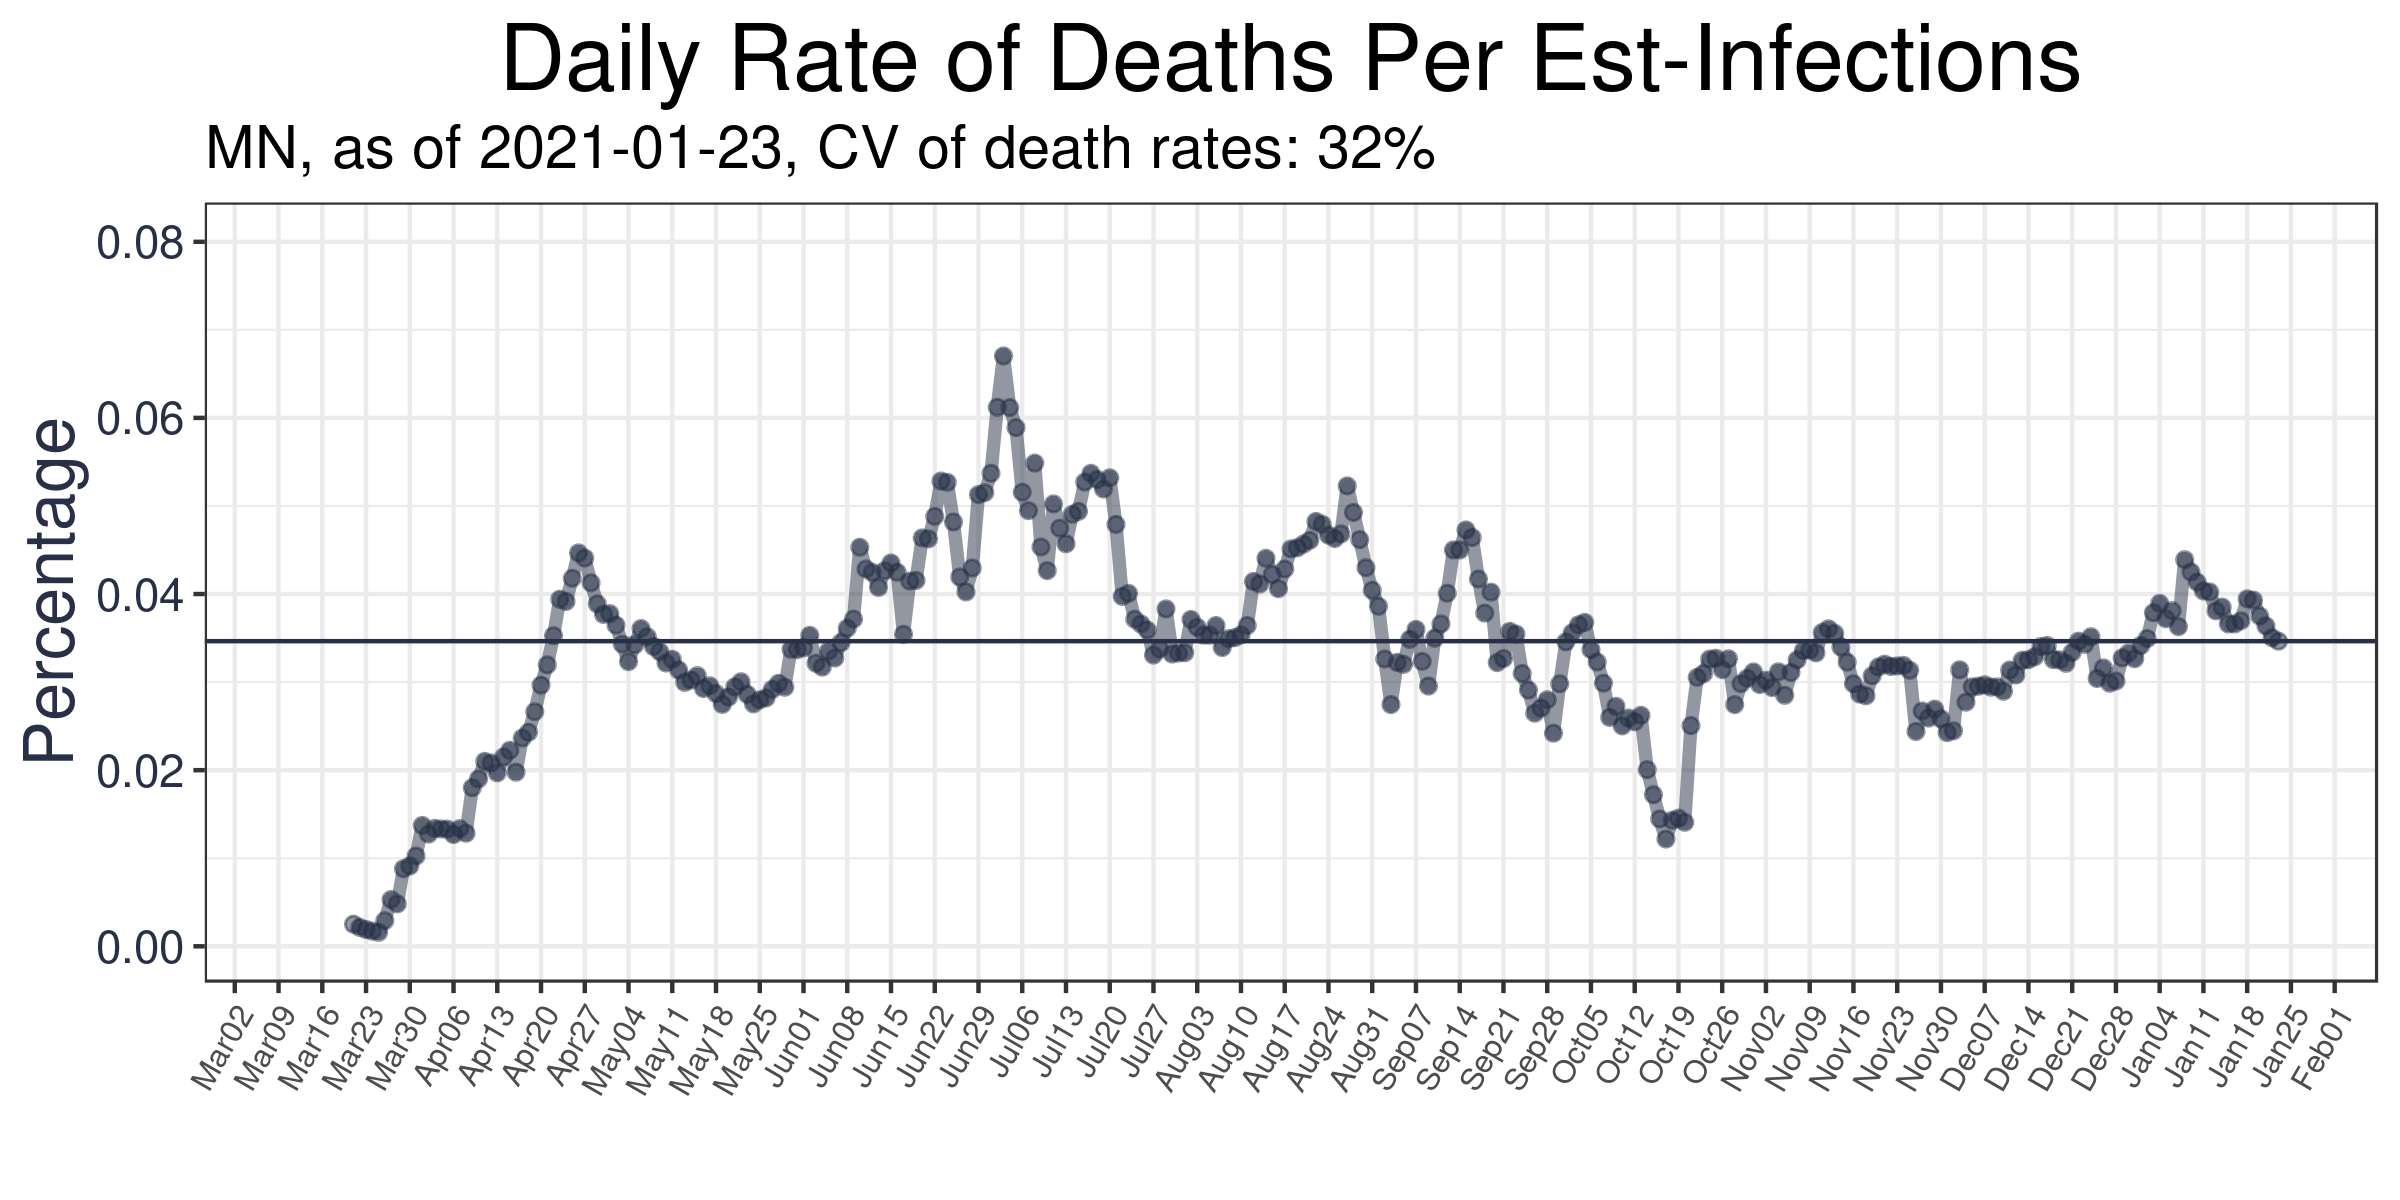 Daily Rate of Deaths Per Est-Infections
MN, as of 2021-01-23, CV of death rates: 32%
Percentage
0.08
0.06
0.04
0.02
0.00
Mar02
Mar09
Mar16
Mar23
Mar30
Apr06
Apr13
Apr20
Apr27
May04
May11
May18
May25
Jun01
Jun08
Jun15
Jun22
Jun29
Jul06
Jul13
Jul20
Jul27
Aug03
Aug10
Aug17
Aug24
Aug31
Sep07
Sep14
Sep21
Sep28
Oct05
Oct12
Oct19
Oct26
Nov02
Nov09
Nov16
Nov23
Nov30
Dec07
Dec14
Dec21
Dec28
Jan04
Jan11
Jan18
Jan25
Feb01